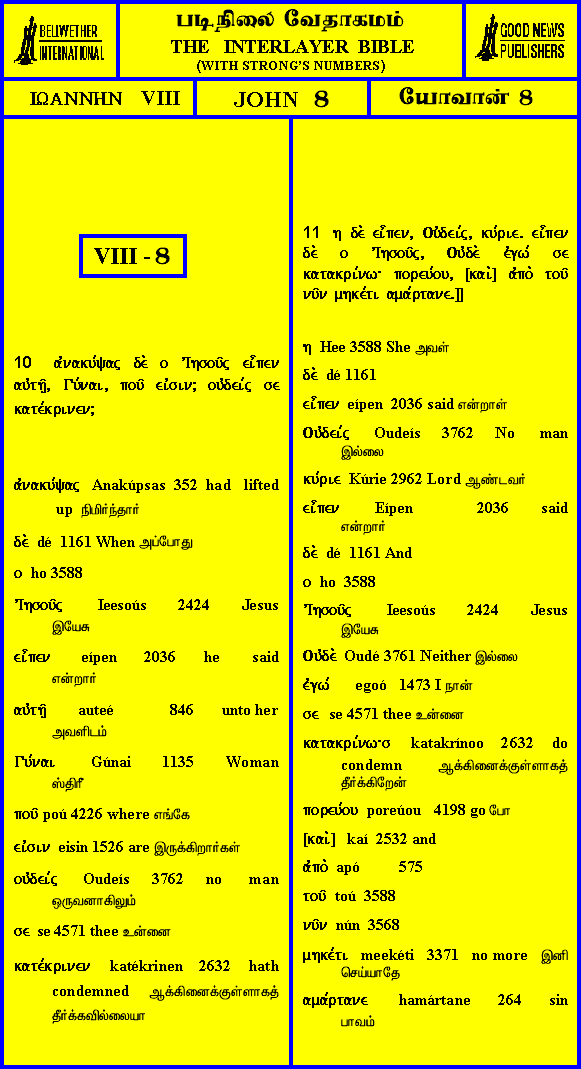 BELLWETHER
INTERNATIONAL
படிநிலை வேதாகமம்
THE INTERLAYER BIBLE
(WITH STRONG'S NUMBERS)
GOOD NEWS
PUBLISHERS
ΙΩΑΝΝΗΝ VIII
JOHN 8
யோவான் 8
VIII - 8
10 ἀνακύψας δὲ ο Ἰησοῦς εἶπεν
αὐτῇ, Γύναι, ποῦ εἰσιν; οὐδείς σε
κατέκρινεν;
ἀνακύψας Anakúpsas 352 had lifted
up நிமிர்ந்தார்
δὲ dé 1161 When அப்போது
ο ho 3588
Ἰησοῦς Ieesoús 2424 Jesus
இயேசு
εἶπεν eípen 2036 he said
என்றார்
αὐτῇ auteé 846 unto her
அவளிடம்
Γύναι Gúnai 1135 Woman
ஸ்திரீ
ποῦ poú 4226 where எங்கே
εἰσιν eisin 1526 are இருக்கிறார்கள்
οὐδείς Oudeís 3762 no man
ஒருவனாகிலும்
σε se 4571 thee உன்னை
κατέκρινεν katékrinen 2632 hath
condemned ஆக்கினைக்குள்ளாகத்
தீர்க்கவில்லையா
11 η δὲ εἶπεν, Οὐδείς, κύριε. εἶπεν
δὲ ο Ἰησοῦς, Οὐδὲ ἐγώ σε
κατακρίνω· πορεύου, [καὶ] ἀπὸ τοῦ
νῦν μηκέτι αμάρτανε.]]
η Hee 3588 She அவள்
δὲ dé 1161
εἶπεν eípen 2036 said என்றாள்
Οὐδείς Oudeís 3762 No man
இல்லை
κύριε Kúrie 2962 Lord ஆண்டவர்
εἶπεν Eípen 2036 said
என்றார்
δὲ dé 1161 And
ο ho 3588
Ἰησοῦς Ieesoús 2424 Jesus
இயேசு
Οὐδὲ Oudé 3761 Neither இல்லை
ἐγώ egoó 1473 I நான்
σε se 4571 thee உன்னை
κατακρίνω·σ katakrínoo 2632 do
condemn ஆக்கினைக்குள்ளாகத்
தீர்க்கிறேன்
πορεύου poreúou 4198 go போ
[καὶ] kaí 2532 and
ἀπὸ apó 575
τοῦ toú 3588
νῦν nún 3568
μηκέτι meekéti 3371 no more இனி
செய்யாதே
αμάρτανε hamártane 264 sin
பாவம்